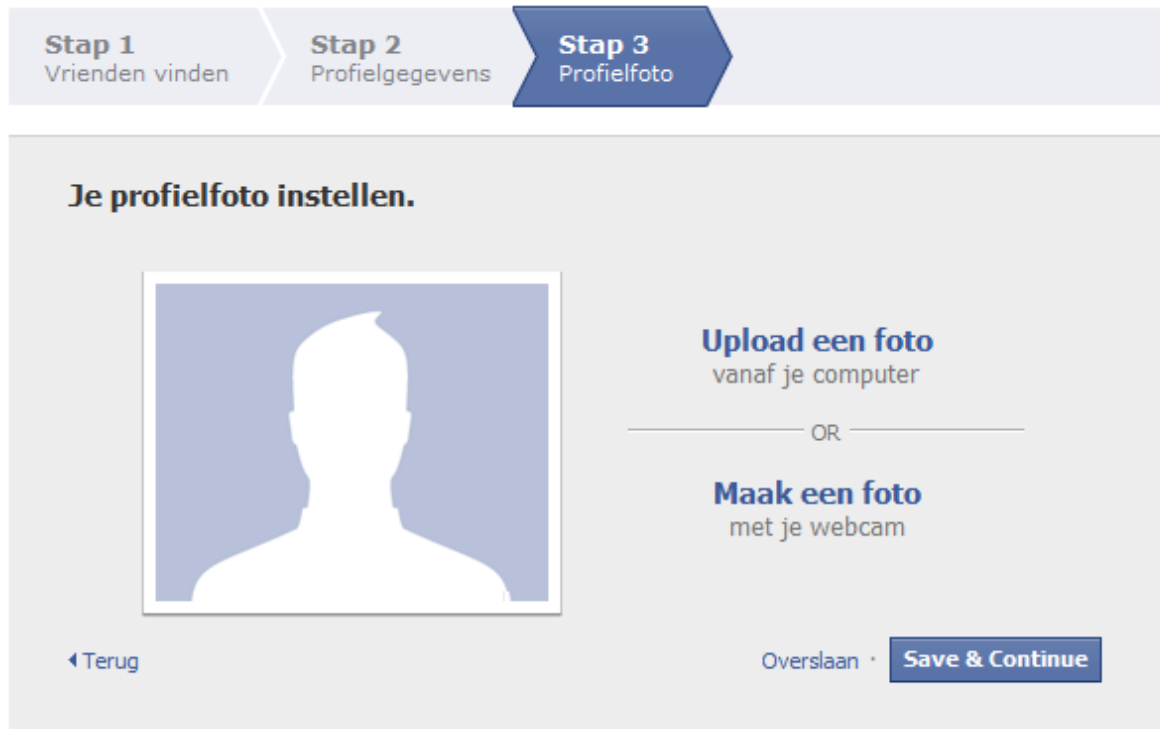 Stap 1
Vrienden vinden
Stap 2
Profielgegevens
Stap 3
Profielfoto
Je profielfoto instellen.
Upload een foto
vanaf je computer
OR
Maak een foto
met je webcam
Terug
Overslaan · Save & Continue